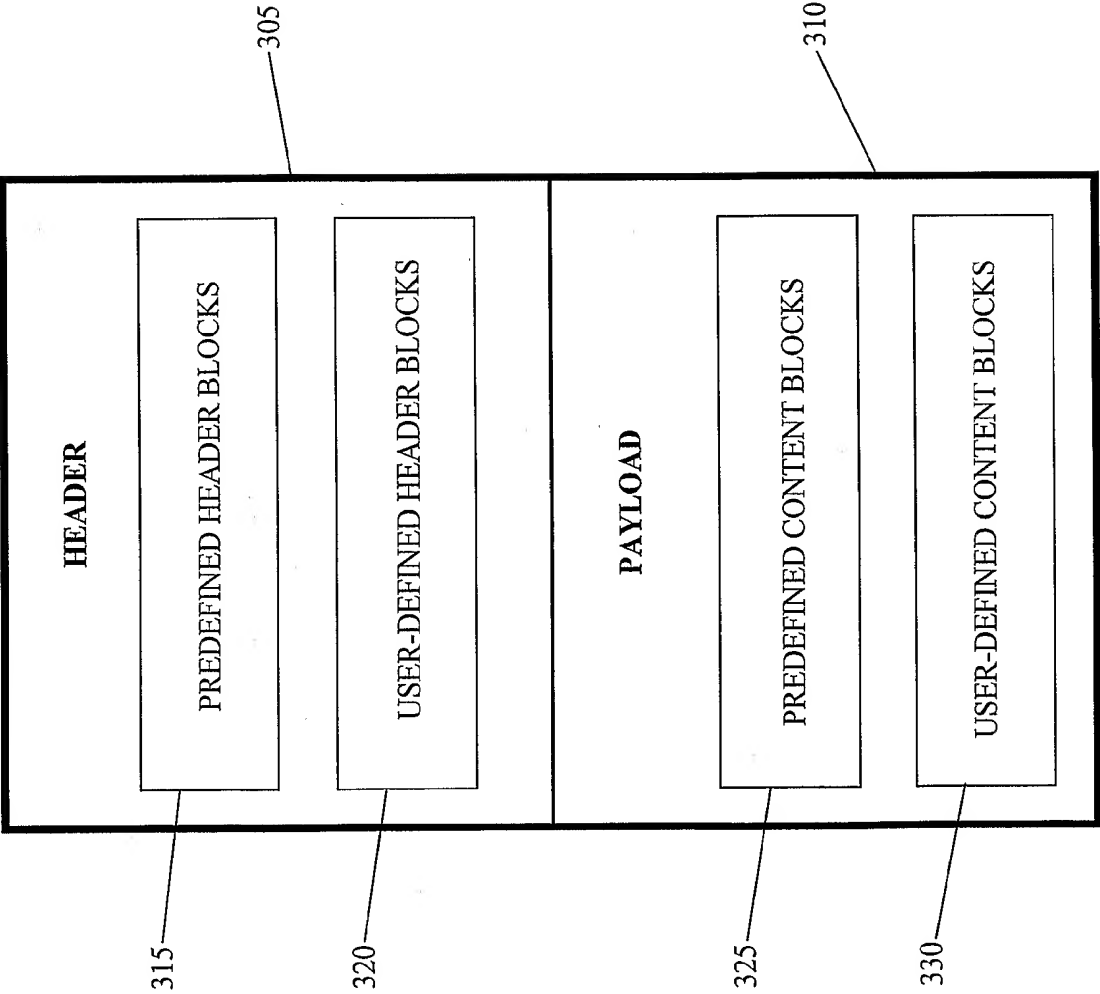 HEADER
305
PREDEFINED HEADER BLOCKS
315
USER-DEFINED HEADER BLOCKS
320
PAYLOAD
310
PREDEFINED CONTENT BLOCKS
325
USER-DEFINED CONTENT BLOCKS
330